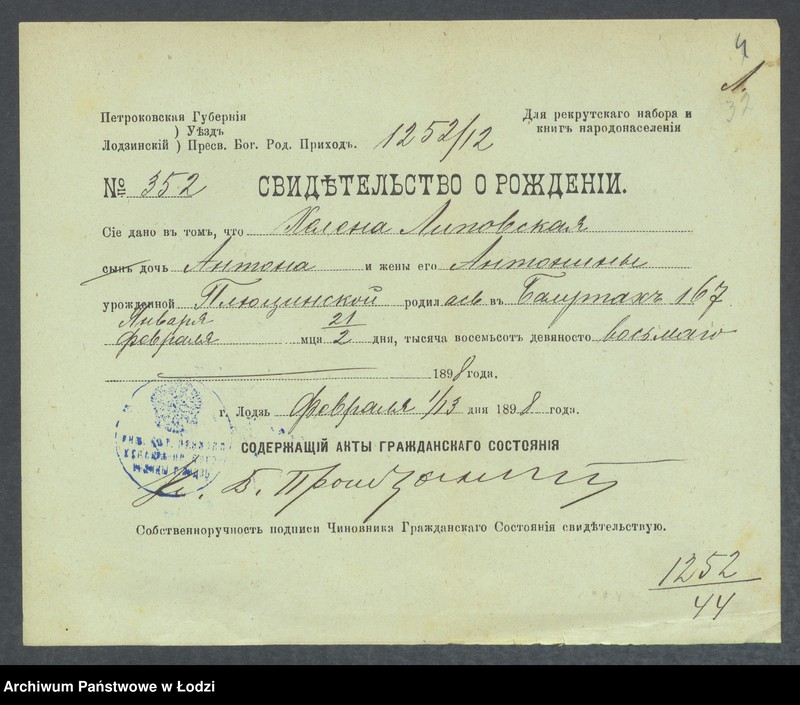 4
Л.
32
Петроковская Губернія
) Уѣздъ
Лодзинскій ) Пресв. Бог. Род. Приходъ. 1252/12
Для рекрутскаго набора и
книгъ народонаселенія
№ 352 СВИДѢТЕЛЬСТВО О РОЖДЕНІИ.
Сіе дано въ томъ, что Хелена Липовская
сынъ дочь Антона и жены его Антонины
урожденной Плюцинской родилась въ Балутахъ 167
Января
Февраля мца 21/2 дня, тысяча восемьсотъ девяносто восьмаго
1898 года.
г. Лодзь Февраля 1/13 дня 1898 года.
СОДЕРЖАЩІЙ АКТЫ ГРАЖДАНСКАГО СОСТОЯНІЯ
Кс. Б.
Собственноручность подписи Чиновника Гражданскаго Состоянія свидѣтельствую.
1252/44
Archiwum Państwowe w Łodzi